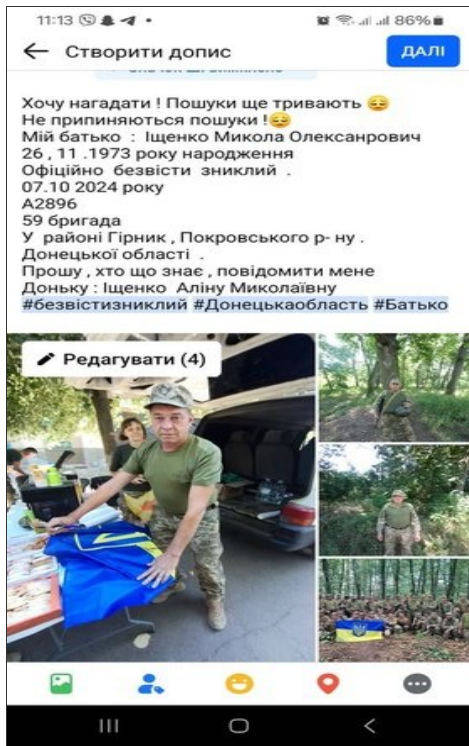 11:13
86%
Створити допис
ДАЛІ
Хочу нагадати ! Пошуки ще тривають 😔
Не припиняються пошуки !😔
Мій батько : Іщенко Микола Олексанрович
26 , 11 .1973 року народження
Офіційно безвісти зниклий .
07.10 2024 року
А2896
59 бригада
У районі Гірник , Покровського р- ну .
Донецької області .
Прошу , хто що знає , повідомити мене
Доньку : Іщенко Аліну Миколаївну
#безвістизниклий #Донецькаобласть #Батько
Редагувати (4)